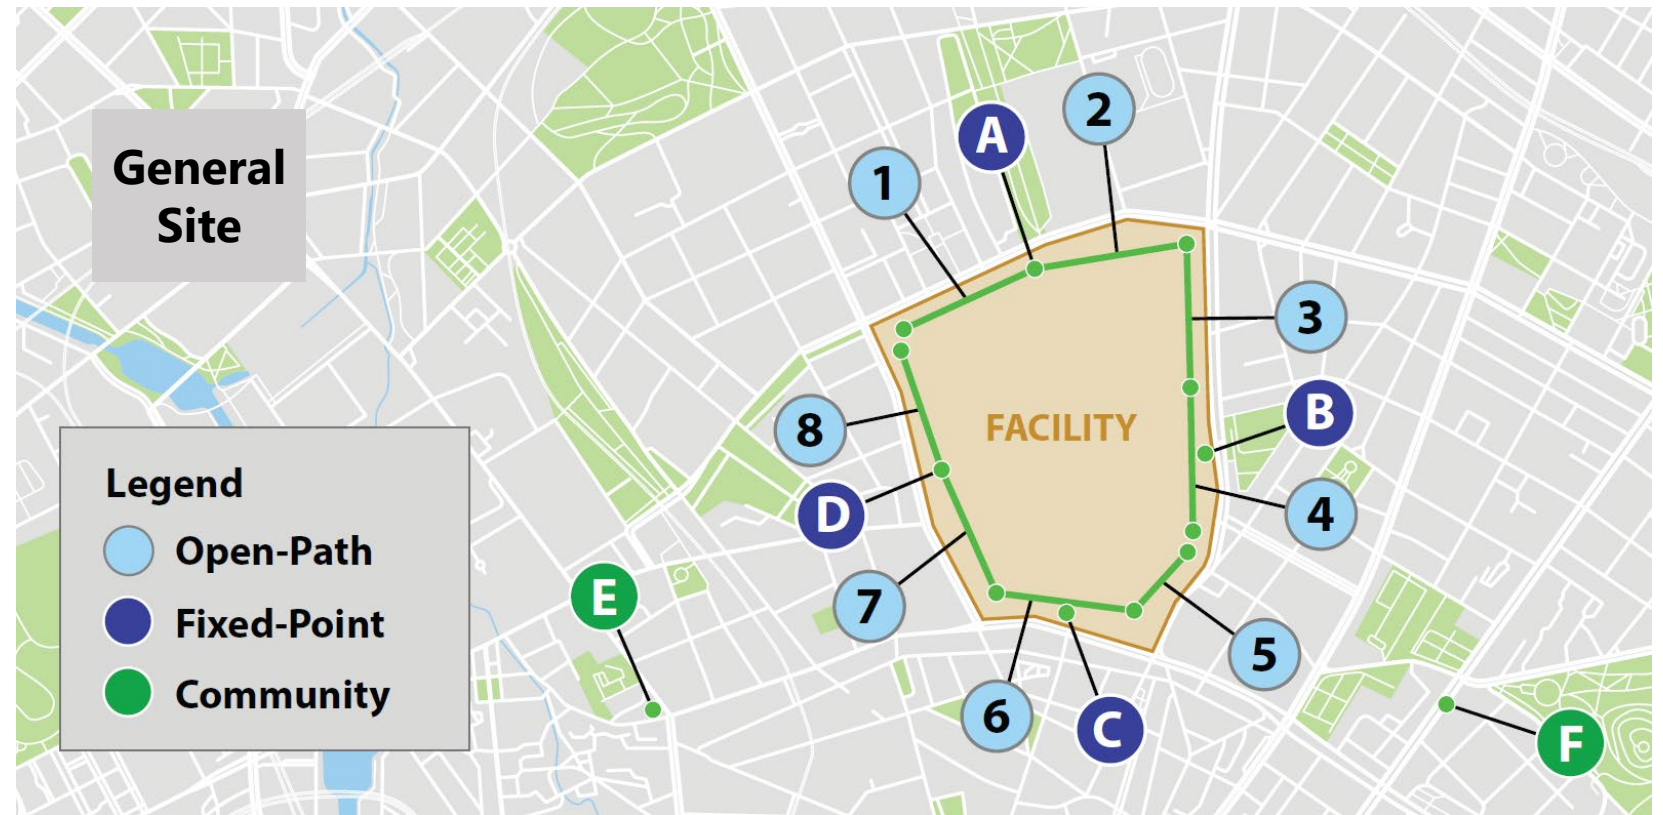 General
Site
2
A
1
3
B
FACILITY
8
D
4
E
7
5
6
C
F
Legend
Open-Path
Fixed-Point
Community